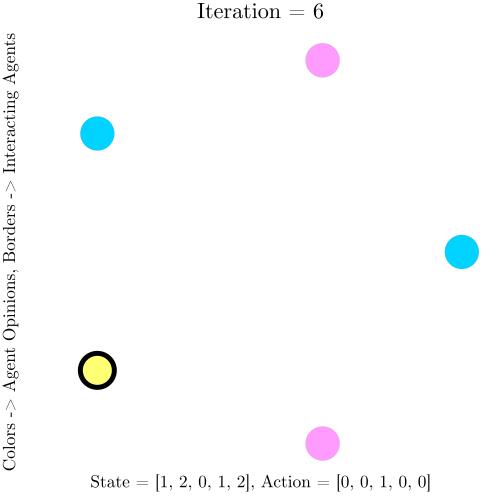 Iteration = 6
Colors -> Agent Opinions, Borders -> Interacting Agents
State = [1, 2, 0, 1, 2], Action = [0, 0, 1, 0, 0]